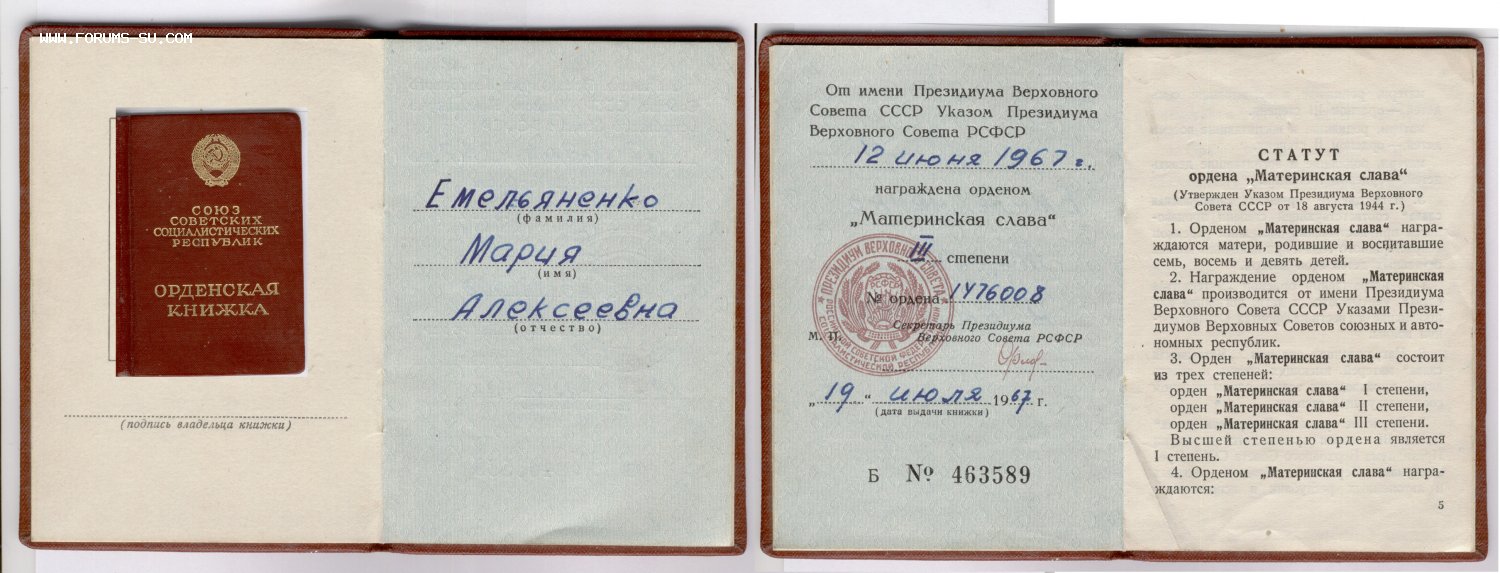 www.forums-su.com
СОЮЗ
СОВЕТСКИХ
СОЦИАЛИСТИЧЕСКИХ
РЕСПУБЛИК
ОРДЕНСКАЯ
КНИЖКА
(подпись владельца книжки)
Емельяненко
(фамилия)
Мария
(имя)
Алексеевна
(отчество)
От имени Президиума Верховного
Совета СССР Указом Президиума
Верховного Совета РСФСР
12 июня 1967 г.
награждена орденом
„Материнская слава“
III степени
№ ордена 1476008
Секретарь Президиума
М. П. Верховного Совета РСФСР
„19“ июля 1967 г.
(дата выдачи книжки)
Б № 463589
ПРЕЗИДИУМ ВЕРХОВНОГО СОВЕТА
РСФСР
СТАТУТ
ордена „Материнская слава“
(Утвержден Указом Президиума Верховного
Совета СССР от 18 августа 1944 г.)
1. Орденом „Материнская слава“ награ-
ждаются матери, родившие и воспитавшие
семь, восемь и девять детей.
2. Награждение орденом „Материнская
слава“ производится от имени Президиума
Верховного Совета СССР Указами Прези-
диумов Верховных Советов союзных и авто-
номных республик.
3. Орден „Материнская слава“ состоит
из трех степеней:
орден „Материнская слава“ I степени,
орден „Материнская слава“ II степени,
орден „Материнская слава“ III степени.
Высшей степенью ордена является
I степень.
4. Орденом „Материнская слава“ награ-
ждаются:
5